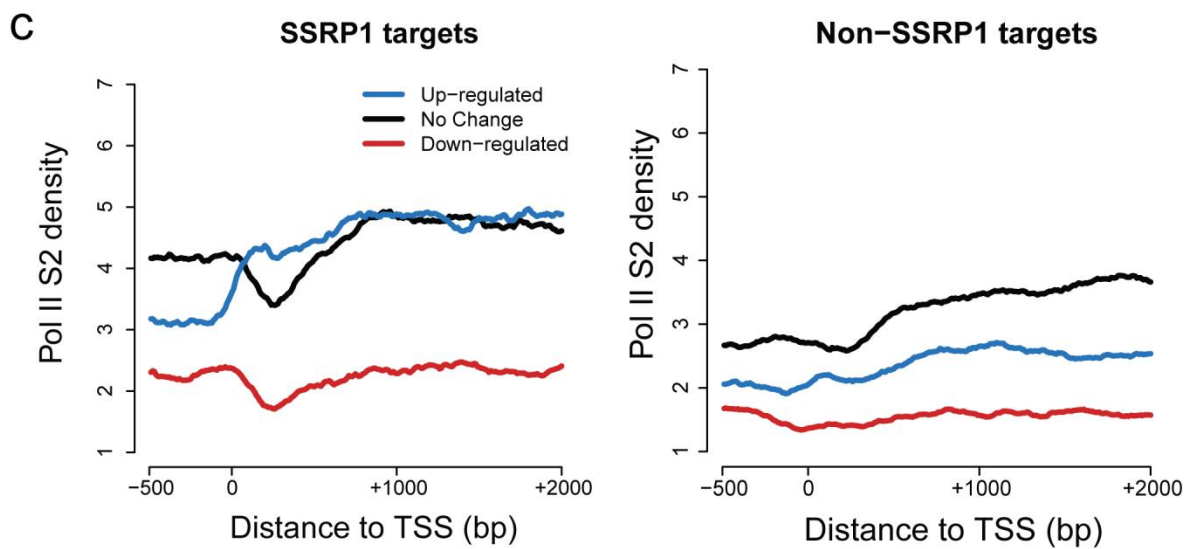 C
SSRP1 targets
Pol II S2 density
7
6
5
4
3
2
1
Up−regulated
No Change
Down−regulated
−500 0 +1000 +2000
Distance to TSS (bp)
Non−SSRP1 targets
Pol II S2 density
7
6
5
4
3
2
1
−500 0 +1000 +2000
Distance to TSS (bp)